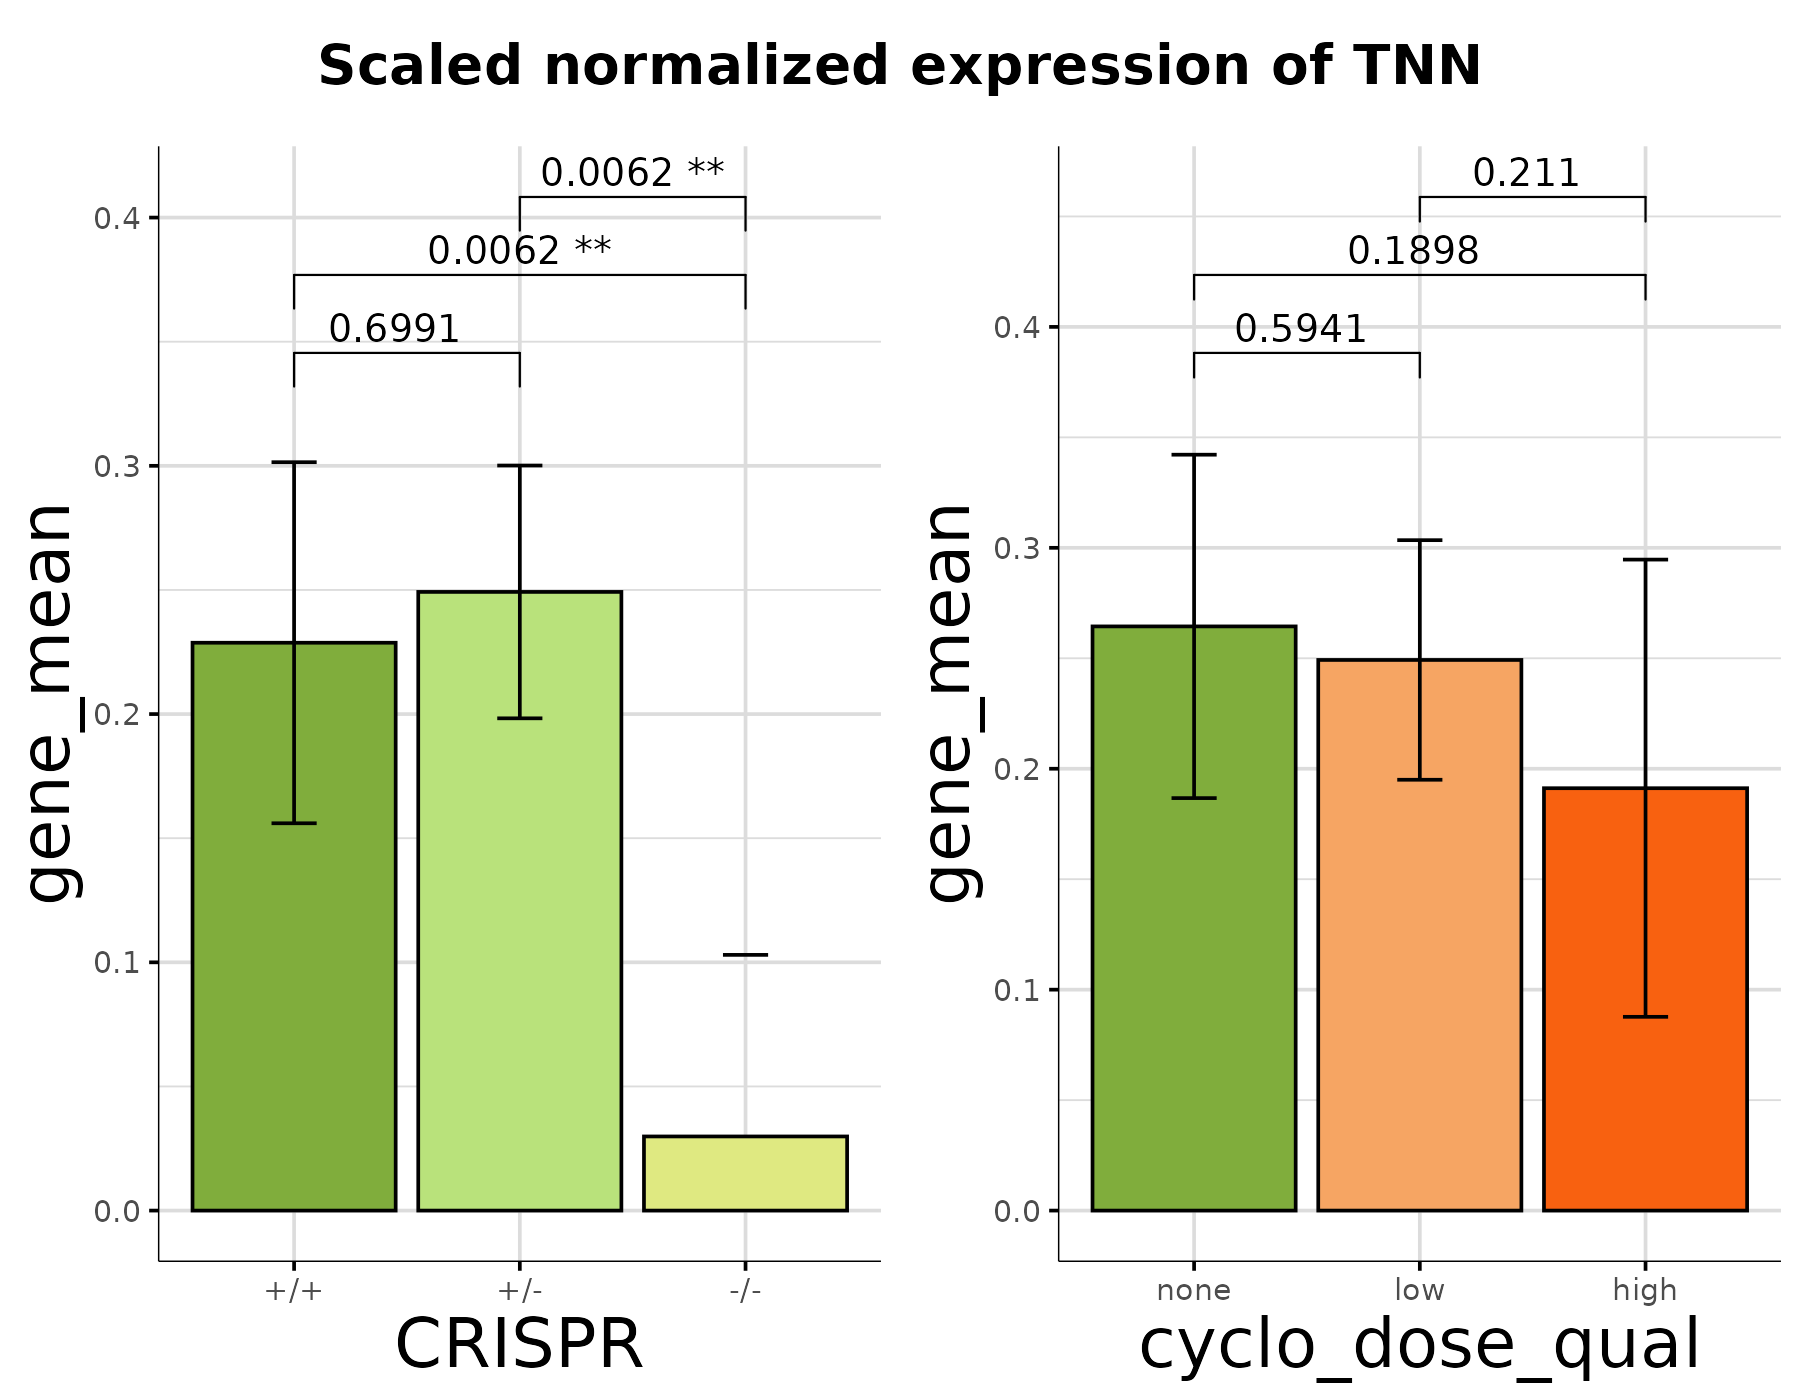 Scaled normalized expression of TNN
gene_mean
0.4
0.3
0.2
0.1
0.0
0.0062 **
0.0062 **
0.6991
+/+
+/-
-/-
CRISPR
gene_mean
0.4
0.3
0.2
0.1
0.0
0.211
0.1898
0.5941
none
low
high
cyclo_dose_qual